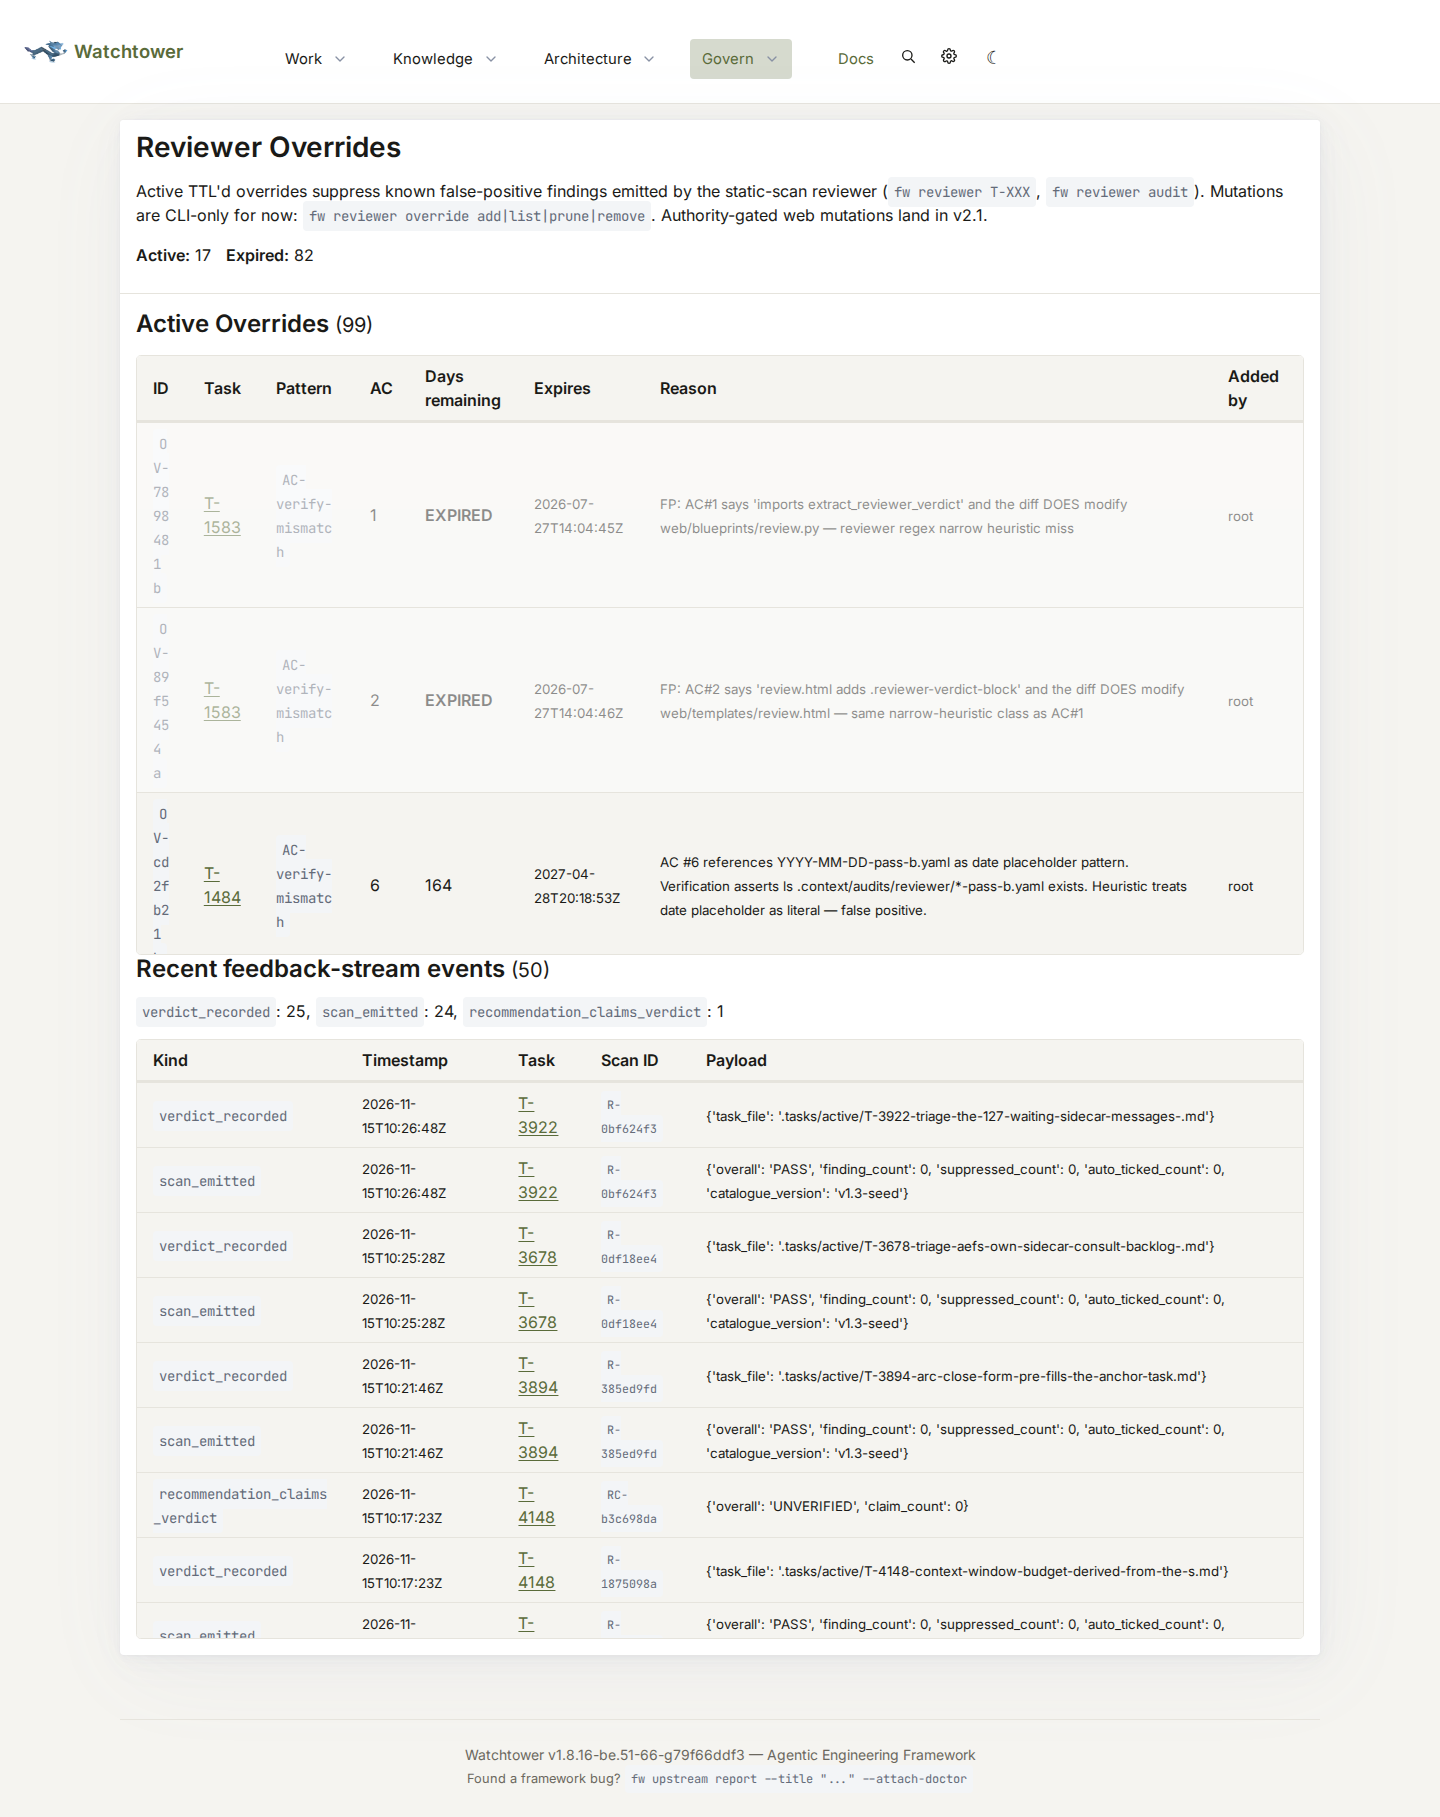 Watchtower
Work
Knowledge
Architecture
Govern
Docs
Reviewer Overrides
Active TTL'd overrides suppress known false-positive findings emitted by the static-scan reviewer ( fw reviewer T-XXX , fw reviewer audit ). Mutations
are CLI-only for now: fw reviewer override add|list|prune|remove . Authority-gated web mutations land in v2.1.
Active: 17 Expired: 82
Active Overrides (99)
ID Task Pattern AC Days remaining Expires Reason Added by
O
V-
78
98
48
1
b
T-
1583
AC-
verify-
mismatc
h
1
EXPIRED
2026-07-
27T14:04:45Z
FP: AC#1 says 'imports extract_reviewer_verdict' and the diff DOES modify
web/blueprints/review.py — reviewer regex narrow heuristic miss
root
O
V-
89
f5
45
4
a
T-
1583
AC-
verify-
mismatc
h
2
EXPIRED
2026-07-
27T14:04:46Z
FP: AC#2 says 'review.html adds .reviewer-verdict-block' and the diff DOES modify
web/templates/review.html — same narrow-heuristic class as AC#1
root
O
V-
cd
2f
b2
1
T-
1484
AC-
verify-
mismatc
h
6
164
2027-04-
28T20:18:53Z
AC #6 references YYYY-MM-DD-pass-b.yaml as date placeholder pattern.
Verification asserts ls .context/audits/reviewer/*-pass-b.yaml exists. Heuristic treats
date placeholder as literal — false positive.
root
Recent feedback-stream events (50)
verdict_recorded : 25, scan_emitted : 24, recommendation_claims_verdict : 1
Kind Timestamp Task Scan ID Payload
verdict_recorded
2026-11-
15T10:26:48Z
T-
3922
R-
0bf624f3
{'task_file': '.tasks/active/T-3922-triage-the-127-waiting-sidecar-messages-.md'}
scan_emitted
2026-11-
15T10:26:48Z
T-
3922
R-
0bf624f3
{'overall': 'PASS', 'finding_count': 0, 'suppressed_count': 0, 'auto_ticked_count': 0,
'catalogue_version': 'v1.3-seed'}
verdict_recorded
2026-11-
15T10:25:28Z
T-
3678
R-
0df18ee4
{'task_file': '.tasks/active/T-3678-triage-aefs-own-sidecar-consult-backlog-.md'}
scan_emitted
2026-11-
15T10:25:28Z
T-
3678
R-
0df18ee4
{'overall': 'PASS', 'finding_count': 0, 'suppressed_count': 0, 'auto_ticked_count': 0,
'catalogue_version': 'v1.3-seed'}
verdict_recorded
2026-11-
15T10:21:46Z
T-
3894
R-
385ed9fd
{'task_file': '.tasks/active/T-3894-arc-close-form-pre-fills-the-anchor-task.md'}
scan_emitted
2026-11-
15T10:21:46Z
T-
3894
R-
385ed9fd
{'overall': 'PASS', 'finding_count': 0, 'suppressed_count': 0, 'auto_ticked_count': 0,
'catalogue_version': 'v1.3-seed'}
recommendation_claims
_verdict
2026-11-
15T10:17:23Z
T-
4148
RC-
b3c698da
{'overall': 'UNVERIFIED', 'claim_count': 0}
verdict_recorded
2026-11-
15T10:17:23Z
T-
4148
R-
1875098a
{'task_file': '.tasks/active/T-4148-context-window-budget-derived-from-the-s.md'}
scan_emitted
2026-11-
T-
R-
{'overall': 'PASS', 'finding_count': 0, 'suppressed_count': 0, 'auto_ticked_count': 0,
Watchtower v1.8.16-be.51-66-g79f66ddf3 — Agentic Engineering Framework
Found a framework bug? fw upstream report --title "..." --attach-doctor